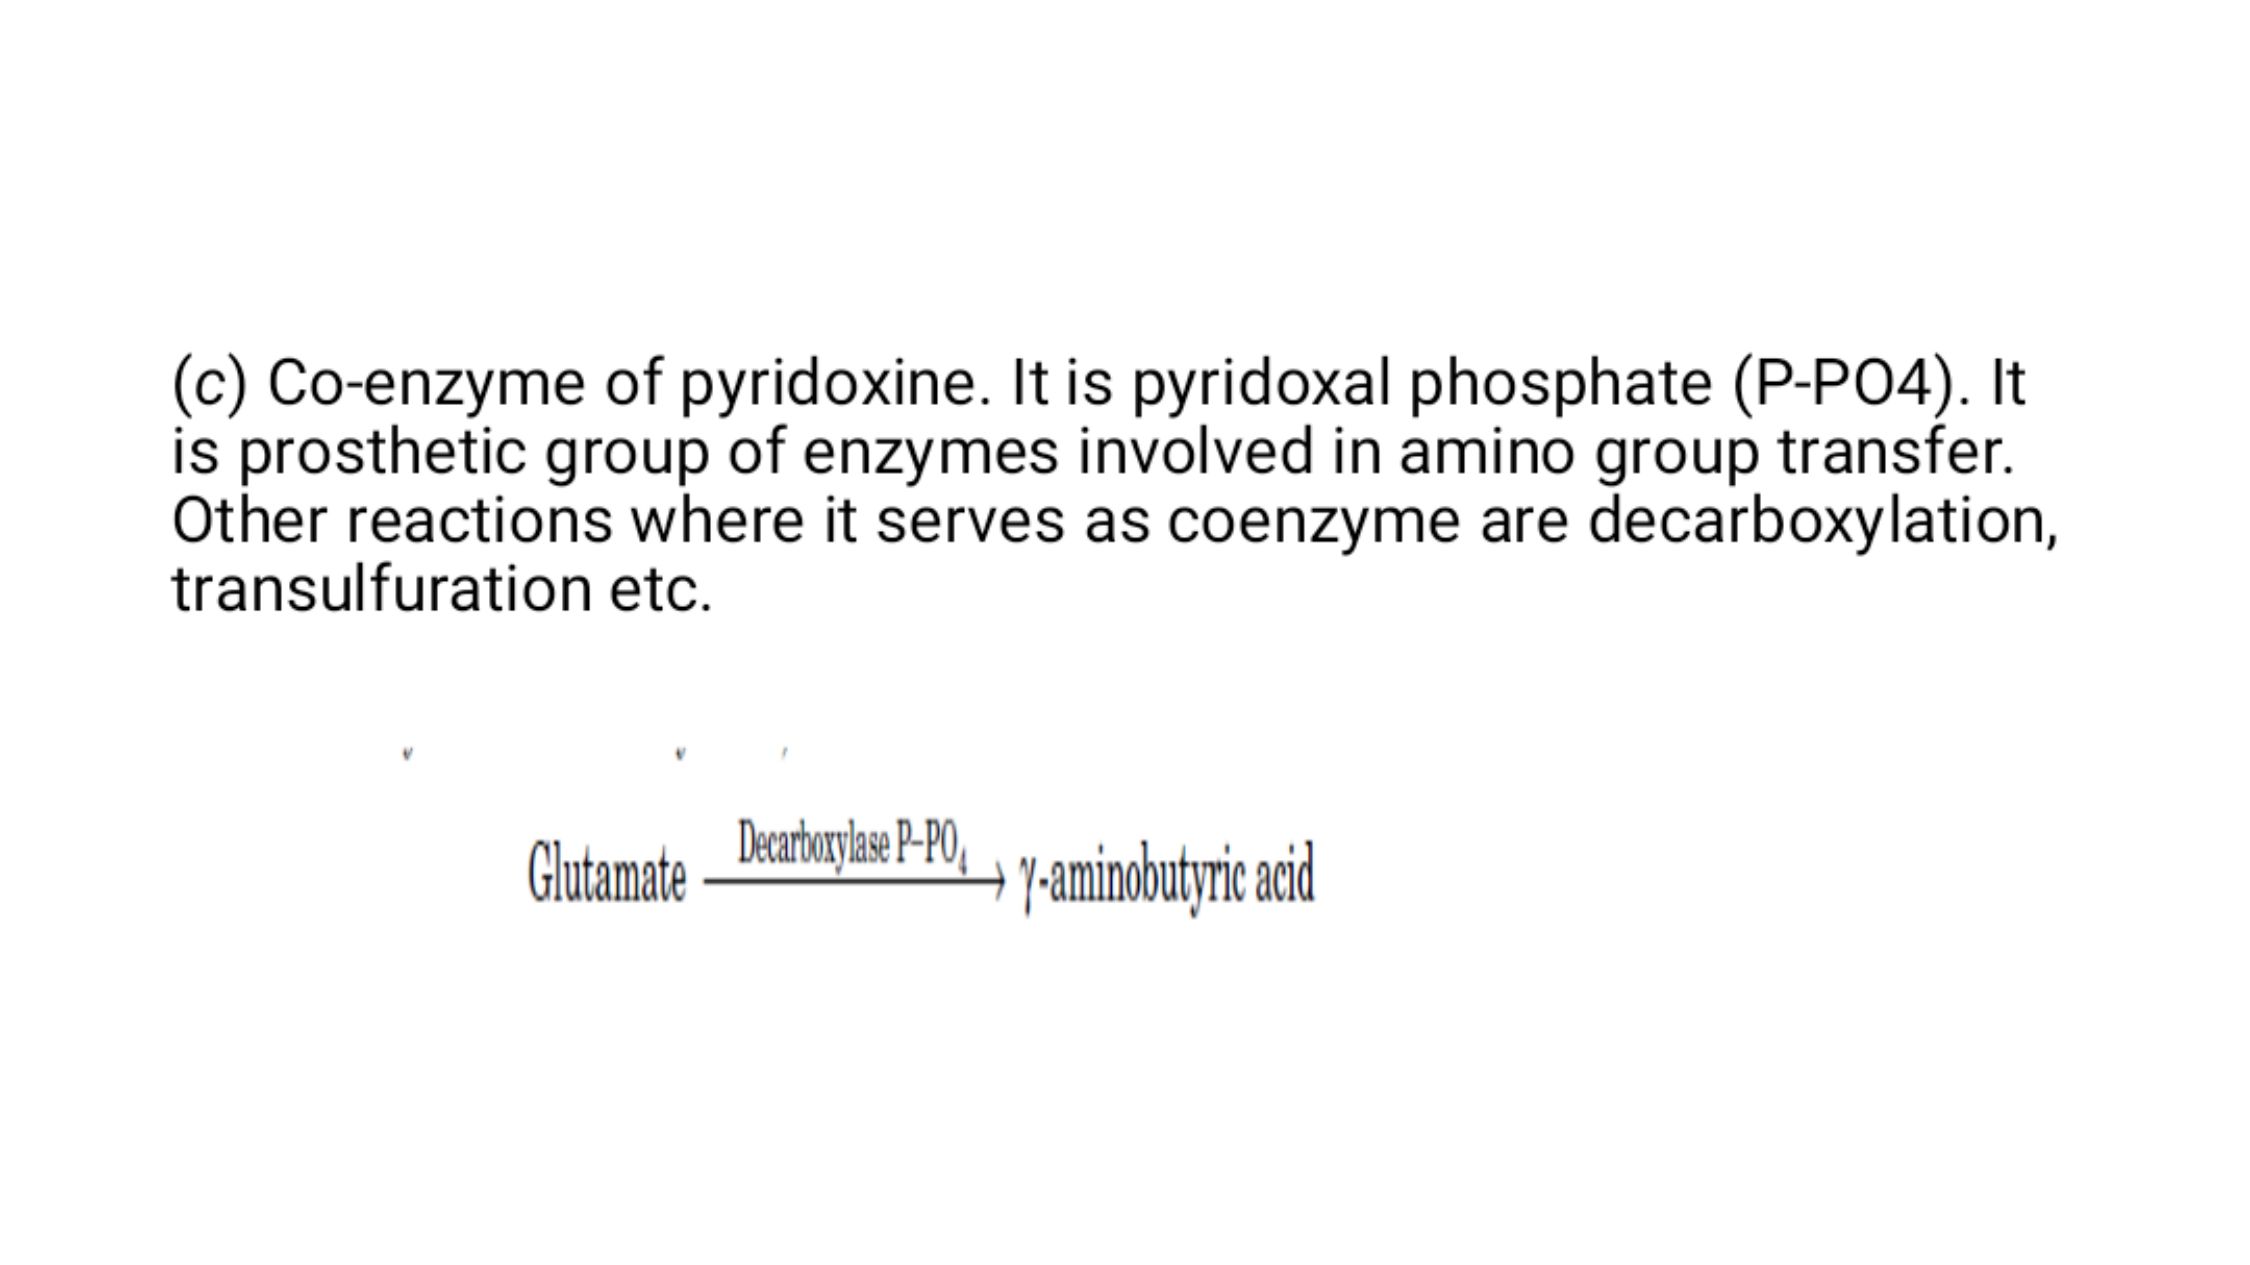 (c) Co-enzyme of pyridoxine. It is pyridoxal phosphate (P-PO4). It
is prosthetic group of enzymes involved in amino group transfer.
Other reactions where it serves as coenzyme are decarboxylation,
transulfuration etc.
Decarboxylase P–PO₄
Glutamate ⟶ γ-aminobutyric acid